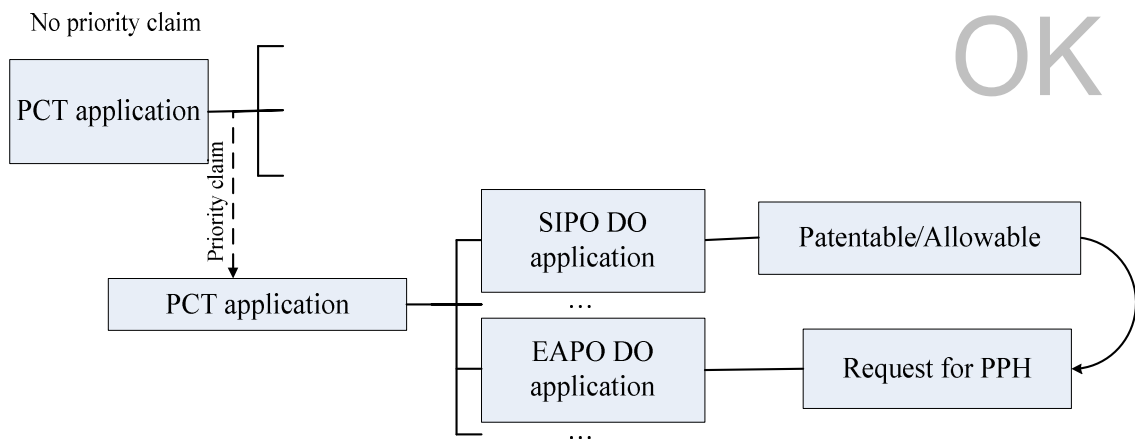 No priority claim
OK
PCT application
Priority claim
SIPO DO
application
Patentable/Allowable
PCT application
...
EAPO DO
application
Request for PPH
...